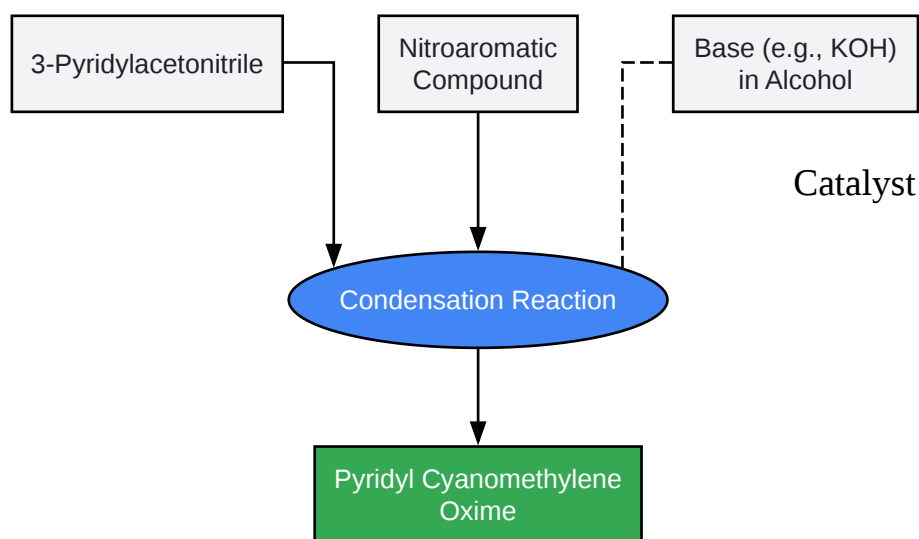 3-Pyridylacetonitrile
Nitroaromatic
Compound
Base (e.g., KOH)
in Alcohol
Catalyst
Condensation Reaction
Pyridyl Cyanomethylene
Oxime